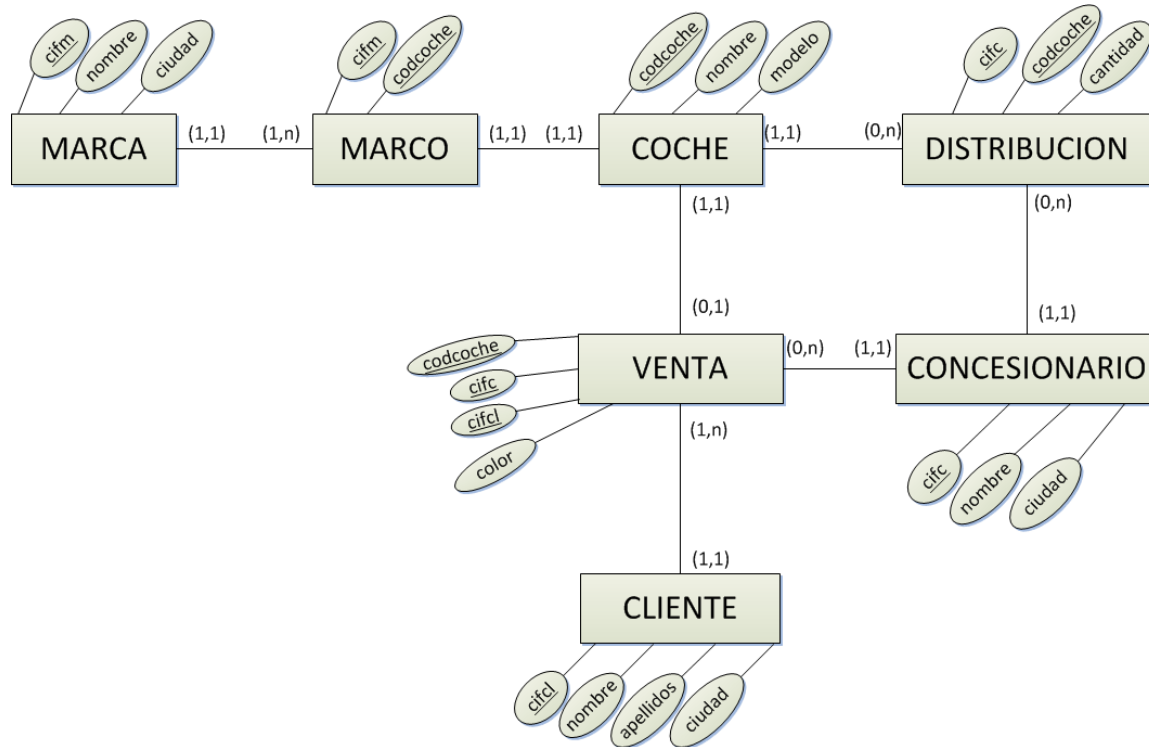 cifm
nombre
ciudad
cifm
codcoche
codcoche
nombre
modelo
cifc
codcoche
cantidad
MARCA
(1,1)
(1,n)
MARCO
(1,1)
(1,1)
COCHE
(1,1)
(0,n)
DISTRIBUCION
(1,1)
(0,n)
(0,1)
(1,1)
codcoche
cifc
cifcl
color
VENTA
(0,n)
(1,1)
CONCESIONARIO
(1,n)
cifc
nombre
ciudad
(1,1)
CLIENTE
cifcl
nombre
apellidos
ciudad